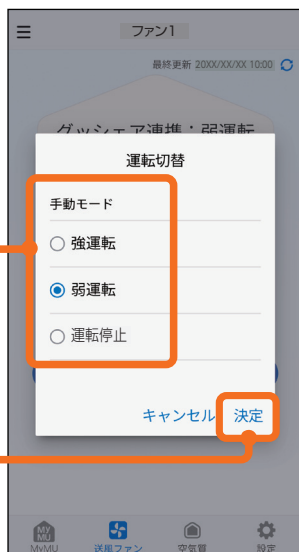 ファン1
最終更新 20XX/XX/XX 10:00
グッシェア連携：弱運転
運転切替
手動モード
強運転
弱運転
運転停止
キャンセル 決定
MyMU 送風ファン 空気質 設定